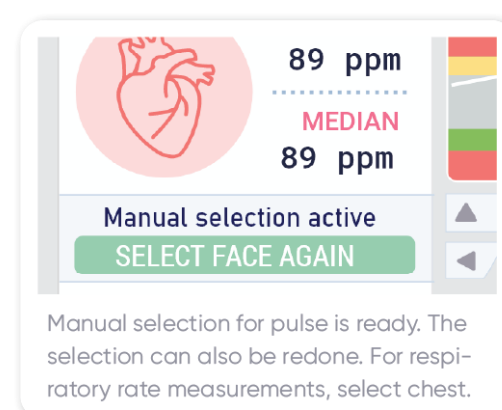 89 ppm
MEDIAN
89 ppm
Manual selection active
SELECT FACE AGAIN
Manual selection for pulse is ready. The
selection can also be redone. For respi-
ratory rate measurements, select chest.